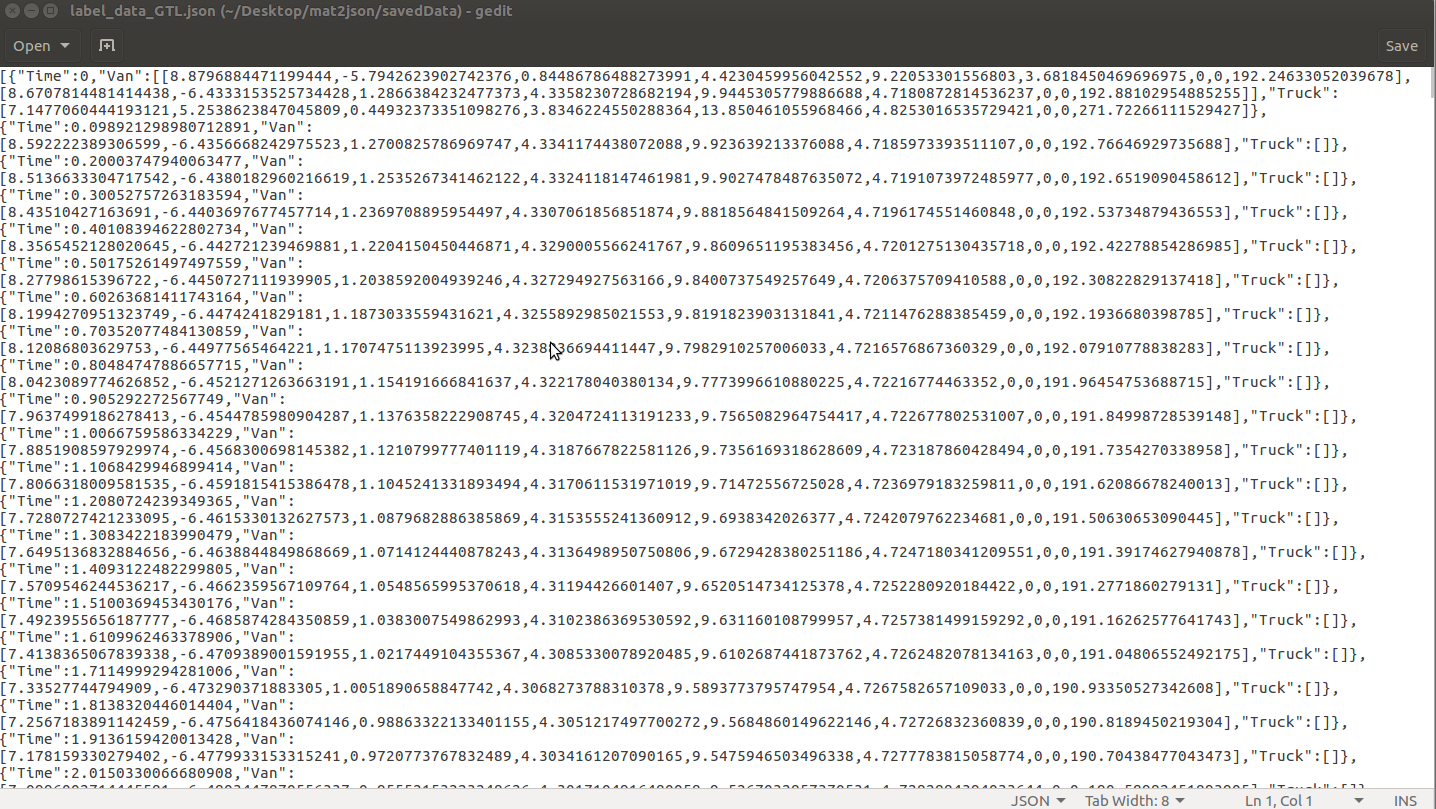 label_data_GTL.json (~/Desktop/mat2json/savedData) - gedit
Open
Save
[{"Time":0,"Van":[[8.8796884471199444,-5.7942623902742376,0.84486786488273991,4.4230459956042552,9.22053301556803,3.6818450469696975,0,0,192.24633052039678],
[8.6707814481414438,-6.4333153525734428,1.2866384232477373,4.3358230728682194,9.9445305779886688,4.7180872814536237,0,0,192.88102954885255]],"Truck":
[7.1477060444193121,5.2538623847045809,0.44932373351098276,3.8346224550288364,13.850461055968466,4.8253016535729421,0,0,271.72266111529427]},
{"Time":0.098921298980712891,"Van":
[8.592222389306599,-6.4356668242975523,1.2700825786969747,4.3341174438072088,9.923639213376088,4.7185973393511107,0,0,192.76646929735688],"Truck":[]},
{"Time":0.20003747940063477,"Van":
[8.5136633304717542,-6.4380182960216619,1.2535267341462122,4.3324118147461981,9.9027478487635072,4.7191073972485977,0,0,192.6519090458612],"Truck":[]},
{"Time":0.30052757263183594,"Van":
[8.43510427163691,-6.4403697677457714,1.2369708895954497,4.3307061856851874,9.8818564841509264,4.7196174551460848,0,0,192.53734879436553],"Truck":[]},
{"Time":0.40108394622802734,"Van":
[8.3565452128020645,-6.442721239469881,1.2204150450446871,4.3290005566241767,9.8609651195383456,4.7201275130435718,0,0,192.42278854286985],"Truck":[]},
{"Time":0.50175261497497559,"Van":
[8.27798615396722,-6.4450727111939905,1.2038592004939246,4.327294927563166,9.8400737549257649,4.7206375709410588,0,0,192.30822829137418],"Truck":[]},
{"Time":0.60263681411743164,"Van":
[8.1994270951323749,-6.4474241829181,1.1873033559431621,4.3255892985021553,9.8191823903131841,4.7211476288385459,0,0,192.1936680398785],"Truck":[]},
{"Time":0.70352077484130859,"Van":
[8.12086803629753,-6.44977565464221,1.1707475113923995,9.7982910257006033,4.7216576867360329,0,0,192.07910778838283],"Truck":[]},
{"Time":0.80484747886657715,"Van":
[8.0423089774626852,-6.4521271263663191,1.154191666841637,4.322178040380134,9.7773996610880225,4.72216774463352,0,0,191.96454753688715],"Truck":[]},
{"Time":0.905292272567749,"Van":
[7.9637499186278413,-6.4544785980904287,1.1376358222908745,4.3204724113191233,9.7565082964754417,4.722677802531007,0,0,191.84998728539148],"Truck":[]},
{"Time":1.0066759586334229,"Van":
[7.8851908597929974,-6.4568300698145382,1.1210799777401119,4.3187667822581126,9.7356169318628609,4.723187860428494,0,0,191.7354270338958],"Truck":[]},
{"Time":1.1068429946899414,"Van":
[7.8066318009581535,-6.4591815415386478,1.1045241331893494,4.3170611531971019,9.71472556725028,4.7236979183259811,0,0,191.62086678240013],"Truck":[]},
{"Time":1.2080724239349365,"Van":
[7.7280727421233095,-6.4615330132627573,1.0879682886385869,4.3153555241360912,9.6938342026377,4.7242079762234681,0,0,191.50630653090445],"Truck":[]},
{"Time":1.3083422183990479,"Van":
[7.6495136832884656,-6.4638844849868669,1.0714124440878243,4.3136498950750806,9.6729428380251186,4.7247180341209551,0,0,191.39174627940878],"Truck":[]},
{"Time":1.4093122482299805,"Van":
[7.5709546244536217,-6.4662359567109764,1.0548565995370618,4.31194426601407,9.6520514734125378,4.7252280920184422,0,0,191.2771860279131],"Truck":[]},
{"Time":1.5100369453430176,"Van":
[7.4923955656187777,-6.4685874284350859,1.0383007549862993,4.3102386369530592,9.631160108799957,4.7257381499159292,0,0,191.16262577641743],"Truck":[]},
{"Time":1.6109962463378906,"Van":
[7.4138365067839338,-6.4709389001591955,1.0217449104355367,4.3085330078920485,9.6102687441873762,4.7262482078134163,0,0,191.04806552492175],"Truck":[]},
{"Time":1.7114999294281006,"Van":
[7.33527744794909,-6.473290371883305,1.0051890658847742,4.3068273788310378,9.5893773795747954,4.7267582657109033,0,0,190.93350527342608],"Truck":[]},
{"Time":1.8138320446014404,"Van":
[7.2567183891142459,-6.4756418436074146,0.98863322133401155,4.3051217497700272,9.5684860149622146,4.72726832360839,0,0,190.8189450219304],"Truck":[]},
{"Time":1.9136159420013428,"Van":
[7.178159330279402,-6.4779933153315241,0.9720773767832489,4.3034161207090165,9.5475946503496338,4.7277783815058774,0,0,190.70438477043473],"Truck":[]},
{"Time":2.0150330066680908,"Van":
JSON
Tab Width: 8
Ln 1, Col 1
INS